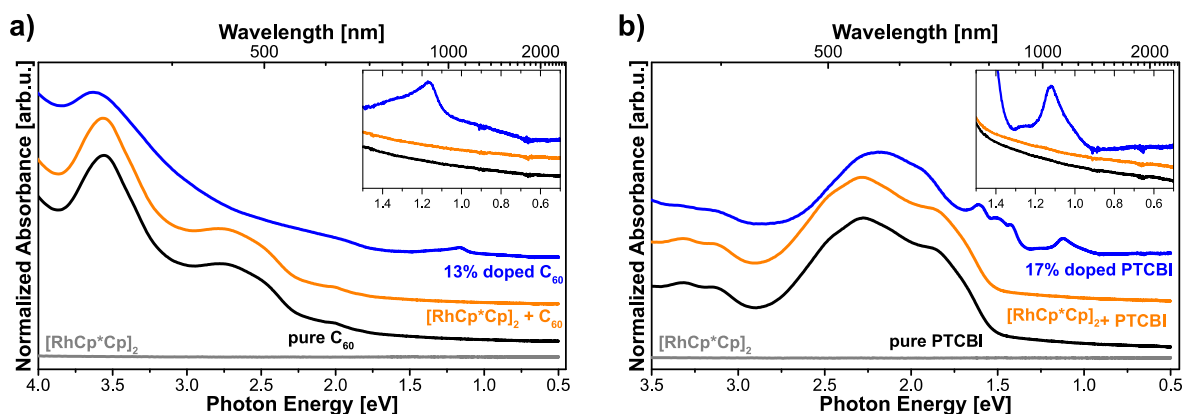 a)
Wavelength [nm]
500
1000
2000
Normalized Absorbance [arb.u.]
1.4
1.2
1.0
0.8
0.6
13% doped C60
[RhCp*Cp]2 + C60
[RhCp*Cp]2
pure C60
4.0
3.5
3.0
2.5
2.0
1.5
1.0
0.5
Photon Energy [eV]
b)
Wavelength [nm]
500
1000
2000
Normalized Absorbance [arb.u.]
1.4
1.2
1.0
0.8
0.6
17% doped PTCBI
[RhCp*Cp]2+ PTCBI
[RhCp*Cp]2
pure PTCBI
3.5
3.0
2.5
2.0
1.5
1.0
0.5
Photon Energy [eV]